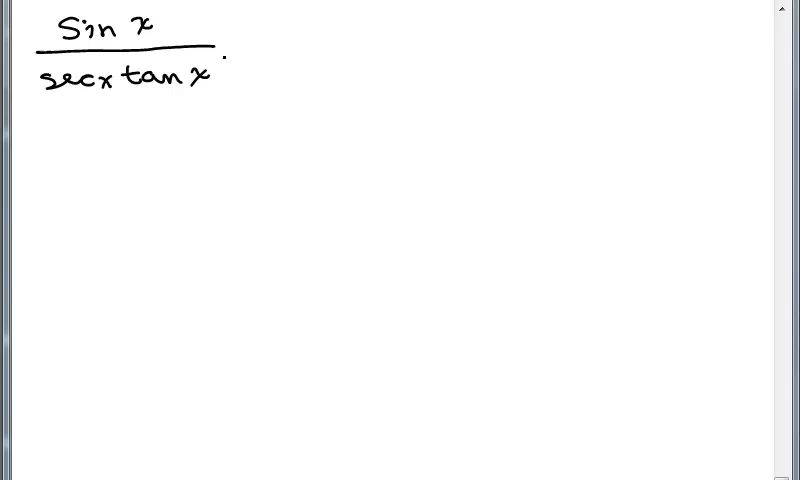 sin x
secx tan x .